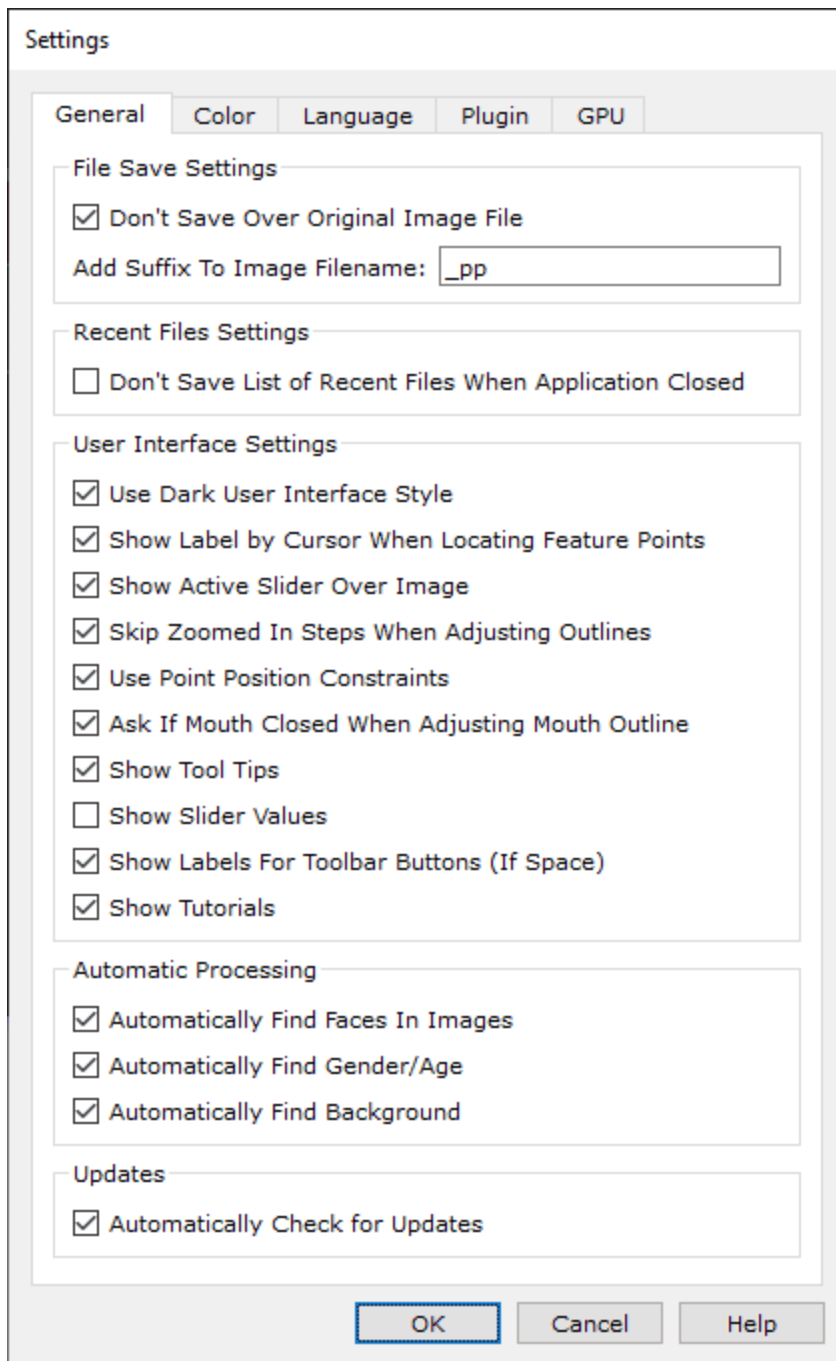 Settings
General Color Language Plugin GPU
File Save Settings
Don't Save Over Original Image File
Add Suffix To Image Filename: _pp
Recent Files Settings
Don't Save List of Recent Files When Application Closed
User Interface Settings
Use Dark User Interface Style
Show Label by Cursor When Locating Feature Points
Show Active Slider Over Image
Skip Zoomed In Steps When Adjusting Outlines
Use Point Position Constraints
Ask If Mouth Closed When Adjusting Mouth Outline
Show Tool Tips
Show Slider Values
Show Labels For Toolbar Buttons (If Space)
Show Tutorials
Automatic Processing
Automatically Find Faces In Images
Automatically Find Gender/Age
Automatically Find Background
Updates
Automatically Check for Updates
OK Cancel Help